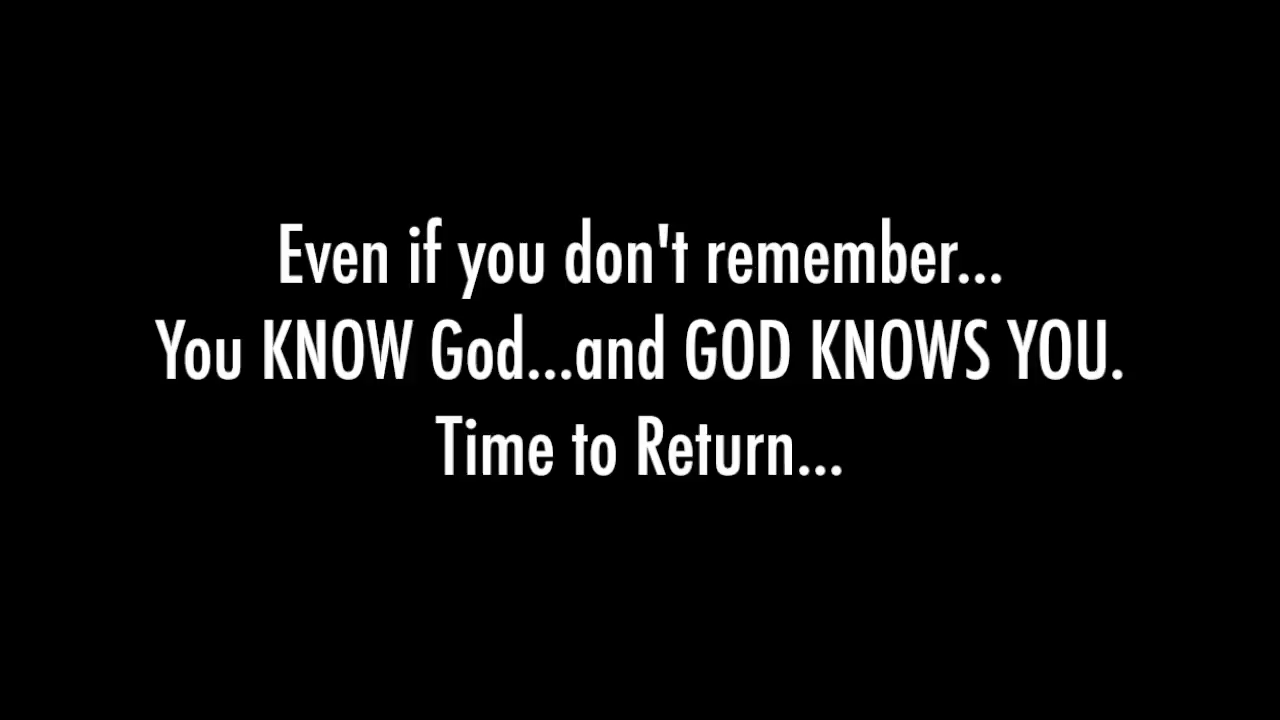 Even if you don't remember...
You KNOW God...and GOD KNOWS YOU.
Time to Return...